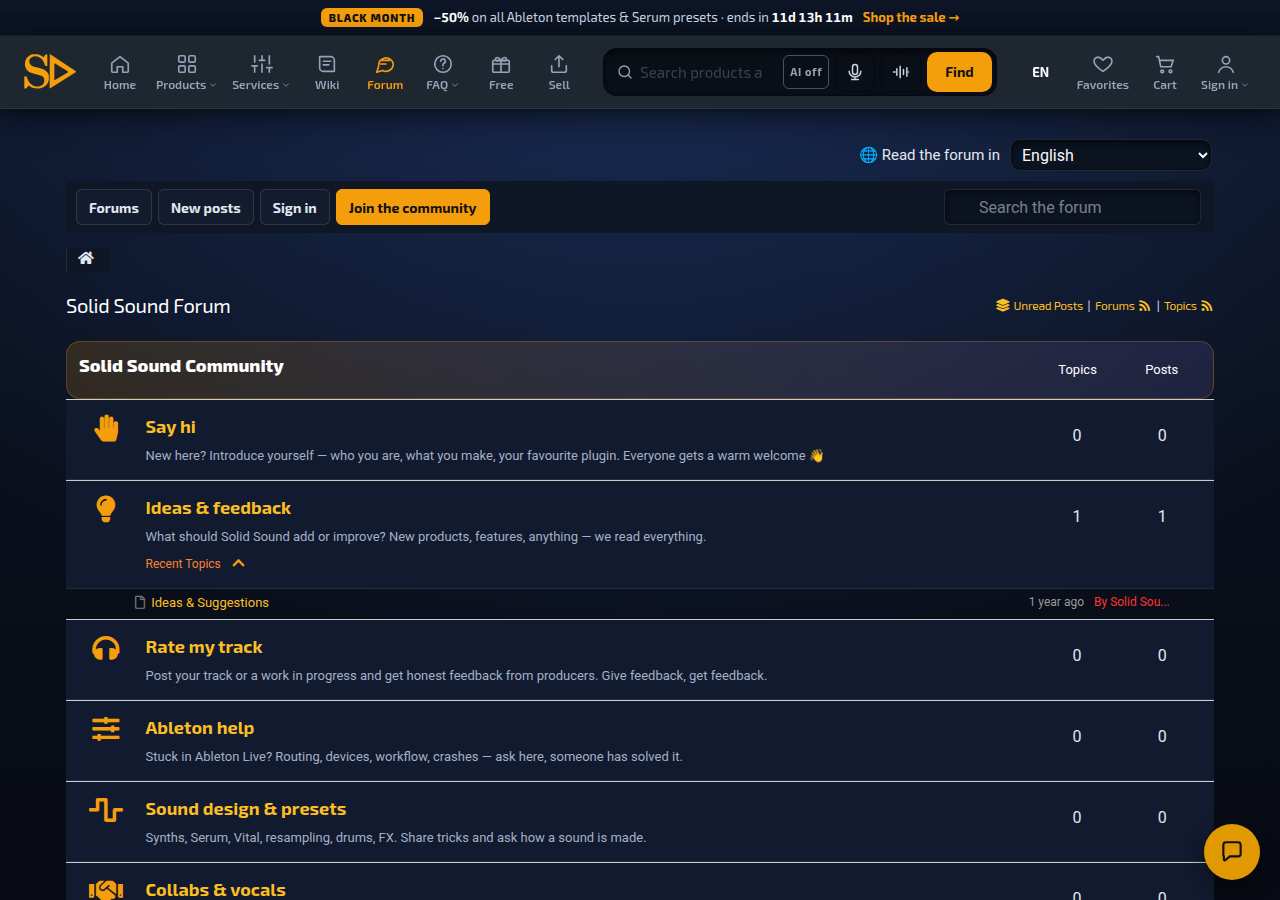 BLACK MONTH −50% on all Ableton templates & Serum presets · ends in 11d 13h 11m Shop the sale →
Home Products Services Wiki Forum FAQ Free Sell Search products a AI off Find EN Favorites Cart Sign in
🌐 Read the forum in English
Forums New posts Sign in Join the community Search the forum
Solid Sound Forum Unread Posts | Forums | Topics
Solid Sound Community Topics Posts
Say hi 0 0
New here? Introduce yourself — who you are, what you make, your favourite plugin. Everyone gets a warm welcome 👋
Ideas & feedback 1 1
What should Solid Sound add or improve? New products, features, anything — we read everything.
Recent Topics
Ideas & Suggestions 1 year ago By Solid Sou...
Rate my track 0 0
Post your track or a work in progress and get honest feedback from producers. Give feedback, get feedback.
Ableton help 0 0
Stuck in Ableton Live? Routing, devices, workflow, crashes — ask here, someone has solved it.
Sound design & presets 0 0
Synths, Serum, Vital, resampling, drums, FX. Share tricks and ask how a sound is made.
Collabs & vocals 0 0